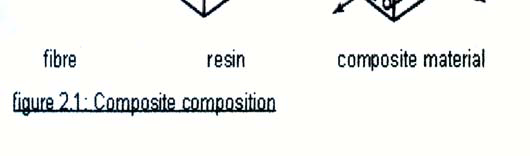 fibre resin composite material
figure 2.1: Composite composition